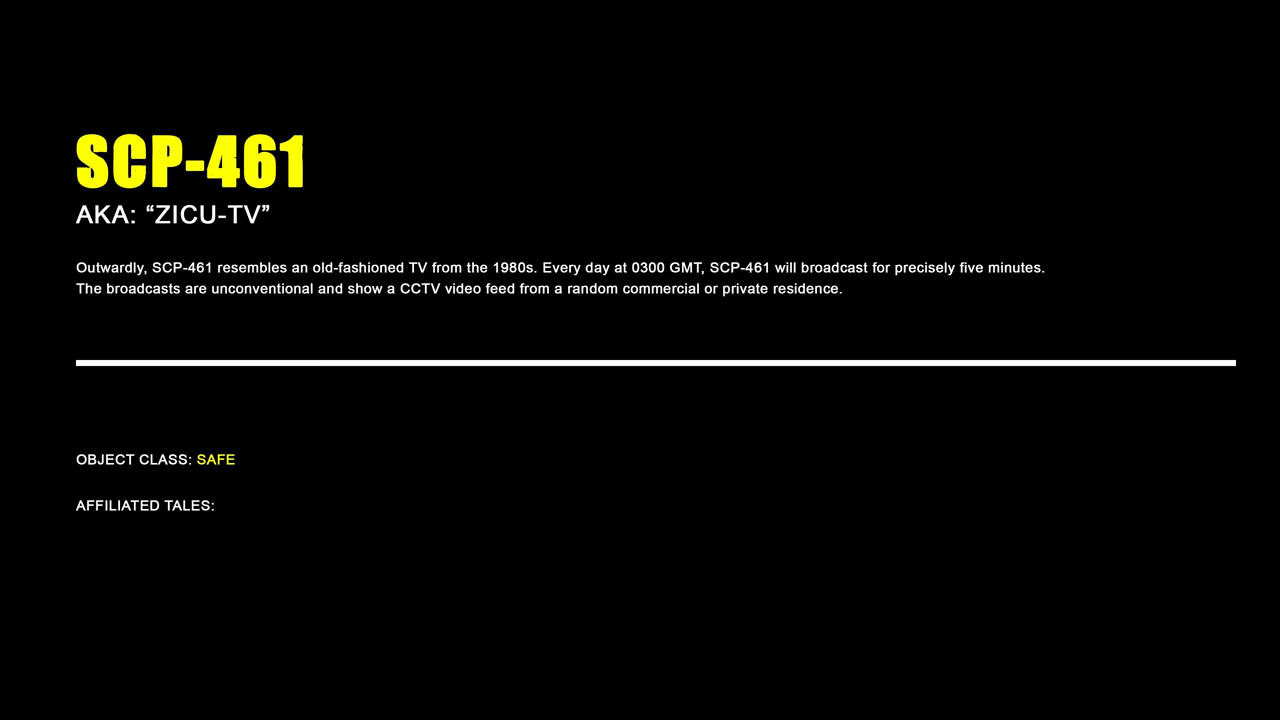 SCP-461
AKA: “ZICU-TV”
Outwardly, SCP-461 resembles an old-fashioned TV from the 1980s. Every day at 0300 GMT, SCP-461 will broadcast for precisely five minutes.
The broadcasts are unconventional and show a CCTV video feed from a random commercial or private residence.
OBJECT CLASS: SAFE
AFFILIATED TALES: